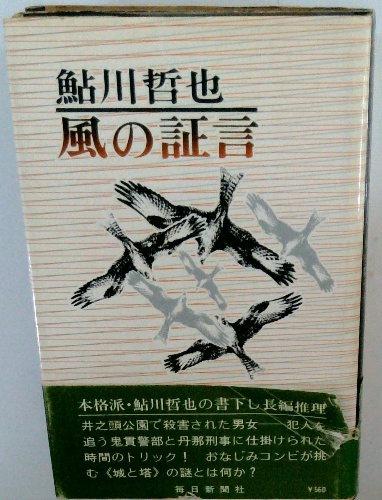 鮎川哲也
風の証言
本格派・鮎川哲也の書下し長編推理
井之頭公園で殺害された男女── 犯人を
追う鬼貫警部と丹那刑事に仕掛けられた
時間のトリック! おなじみコンビが挑
む《城と塔》の謎とは何か?
毎日新聞社
¥560